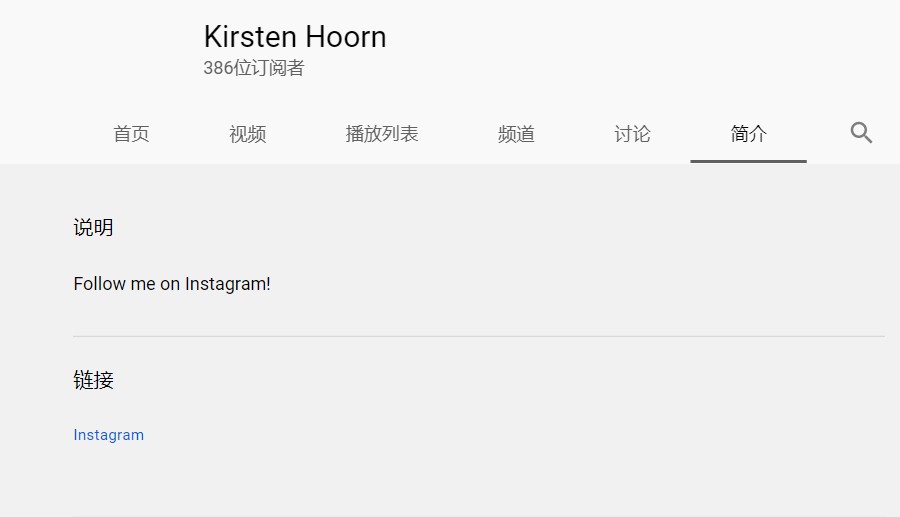 Kirsten Hoorn
386位订阅者
首页 视频 播放列表 频道 讨论 简介
说明
Follow me on Instagram!
链接
Instagram